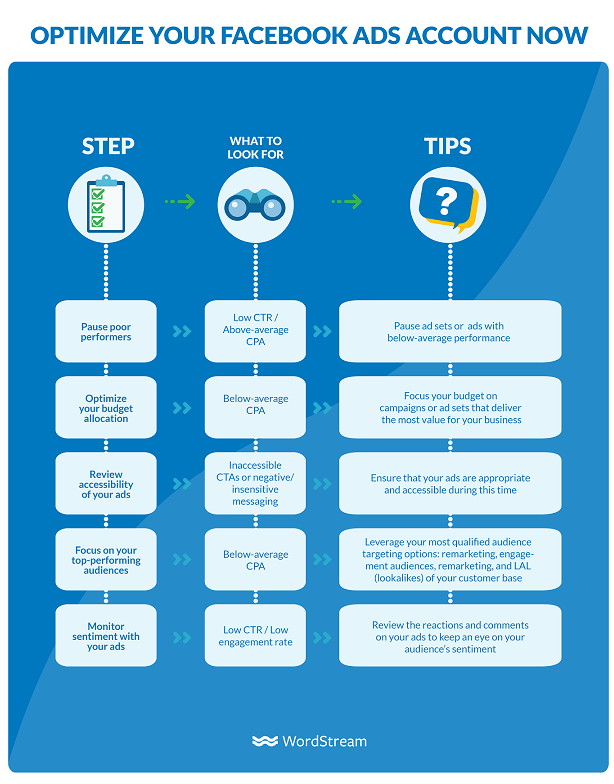 OPTIMIZE YOUR FACEBOOK ADS ACCOUNT NOW
STEP
WHAT TO
LOOK FOR
TIPS
?
Pause poor
performers
Low CTR /
Above-average
CPA
Pause ad sets or ads with
below-average performance
Optimize
your budget
allocation
Below-average
CPA
Focus your budget on
campaigns or ad sets that deliver
the most value for your business
Review
accessibility
of your ads
Inaccessible
CTAs or negative/
insensitive
messaging
Ensure that your ads are appropriate
and accessible during this time
Focus on your
top-performing
audiences
Below-average
CPA
Leverage your most qualified audience
targeting options: remarketing, engage-
ment audiences, remarketing, and LAL
(lookalikes) of your customer base
Monitor
sentiment with
your ads
Low CTR / Low
engagement rate
Review the reactions and comments
on your ads to keep an eye on your
audience's sentiment
WordStream